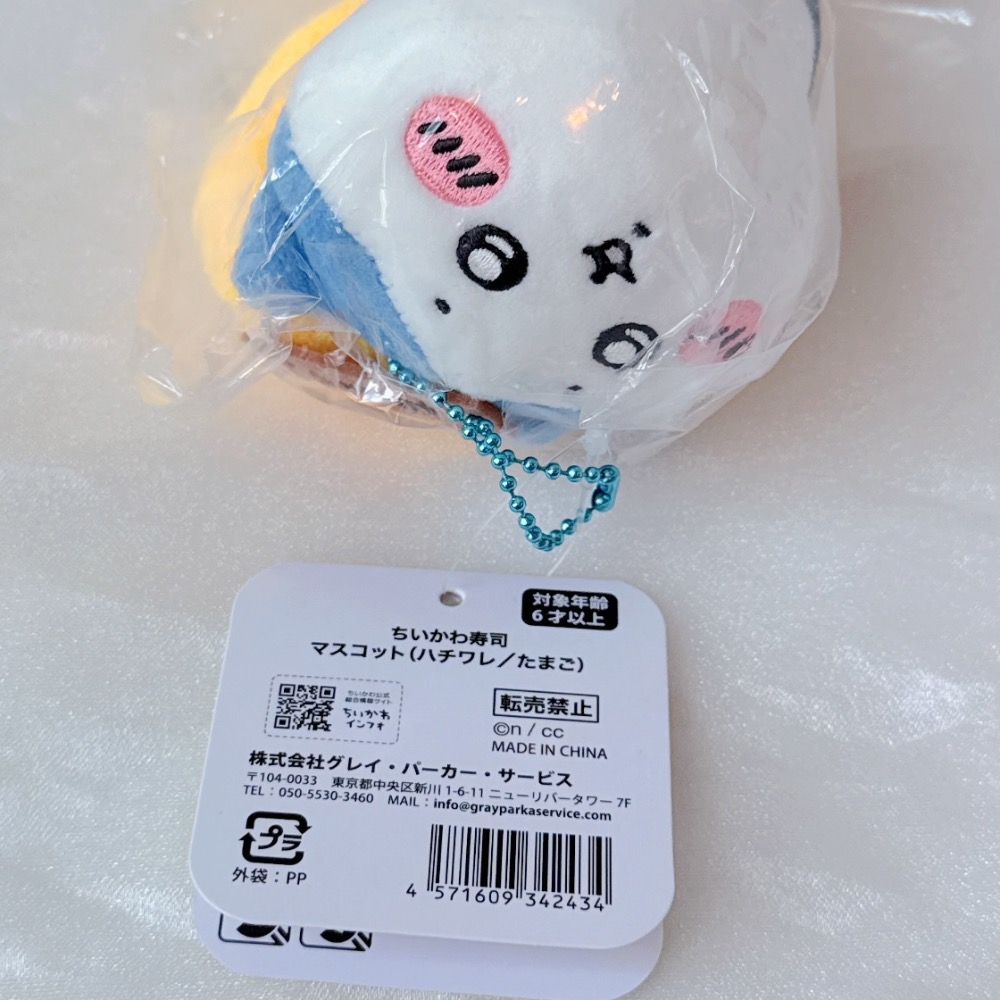 対象年齢
6才以上
ちいかわ寿司
マスコット(ハチワレ／たまご)
ちいかわ公式
総合情報サイト
ちいかわ
インフォ
転売禁止
©n / cc
MADE IN CHINA
株式会社グレイ・パーカー・サービス
〒104-0033 東京都中央区新川 1-6-11 ニューリバータワー 7F
TEL：050-5530-3460 MAIL：info@grayparkaservice.com
プラ
外袋：PP
4 571609 342434